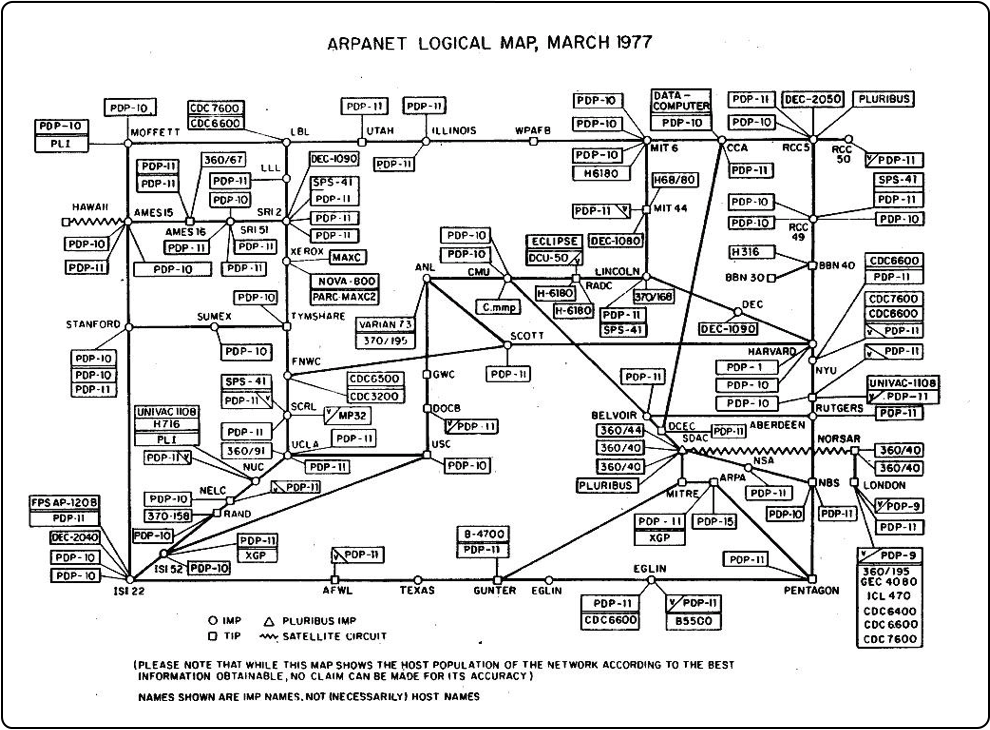 ARPANET LOGICAL MAP, MARCH 1977
PDP-10
CDC 7600
CDC 6600
PDP-11
PDP-11
PDP-10
PDP-10
DATA-
COMPUTER
PDP-10
PDP-11
PDP-10
DEC-2050
PLURIBUS
PDP-10
PLI
MOFFETT
LBL
UTAH
ILLINOIS
WPAFB
MIT 6
CCA
RCC 5
RCC
50
PDP-11
PDP-11
PDP-11
360/67
LLL
PDP-11
DEC-1090
PDP-11
PDP-10
H6180
PDP-11
SPS-41
PDP-11
PDP-10
HAWAII
AMES15
AMES16
PDP-10
SRI 51
SRI 2
SPS-41
PDP-11
PDP-11
PDP-11
PDP-11
H68/80
MIT 44
DEC-1080
PDP-10
PDP-10
RCC
49
PDP-10
PDP-11
PDP-10
PDP-11
PDP-11
PDP-11
XEROX
MAXC
NOVA-800
PARC-MAXC2
PDP-10
PDP-10
CMU
C.mmp
ECLIPSE
DCU-50
RADC
H-6180
H-6180
LINCOLN
370/168
PDP-11
SPS-41
H316
BBN 30
BBN 40
CDC6600
PDP-11
CDC7600
CDC6600
PDP-11
PDP-11
STANFORD
SUMEX
PDP-10
TYMSHARE
ANL
VARIAN 73
370/195
SCOTT
PDP-11
DEC
DEC-1090
HARVARD
PDP-1
PDP-10
PDP-10
NYU
PDP-10
PDP-10
PDP-11
PDP-10
FNWC
CDC6500
CDC3200
GWC
PDP-11
UNIVAC-1108
PDP-11
RUTGERS
PDP-11
SPS-41
PDP-11
SCRL
MP32
DOCB
PDP-11
BELVOIR
DCEC
PDP-11
ABERDEEN
UNIVAC 1108
H716
PLI
PDP-11
PDP-11
360/91
UCLA
PDP-11
PDP-11
USC
PDP-10
360/44
360/40
360/40
PLURIBUS
SDAC
NSA
PDP-11
NORSAR
360/40
360/40
NUC
NELC
PDP-11
PDP-10
370-158
RAND
PDP-10
MITRE
ARPA
PDP-11
XGP
PDP-15
NBS
PDP-10
PDP-11
LONDON
PDP-9
PDP-11
FPS AP-120B
PDP-11
DEC-2040
PDP-10
PDP-10
ISI 22
ISI 52
PDP-11
XGP
PDP-10
PDP-11
AFWL
TEXAS
B-4700
PDP-11
GUNTER
EGLIN
EGLIN
PDP-11
CDC6600
PDP-11
B5500
PDP-11
PENTAGON
PDP-9
360/195
GEC 4080
ICL 470
CDC6400
CDC6600
CDC7600
IMP
PLURIBUS IMP
TIP
SATELLITE CIRCUIT
(PLEASE NOTE THAT WHILE THIS MAP SHOWS THE HOST POPULATION OF THE NETWORK ACCORDING TO THE BEST
INFORMATION OBTAINABLE, NO CLAIM CAN BE MADE FOR ITS ACCURACY)
NAMES SHOWN ARE IMP NAMES, NOT (NECESSARILY) HOST NAMES